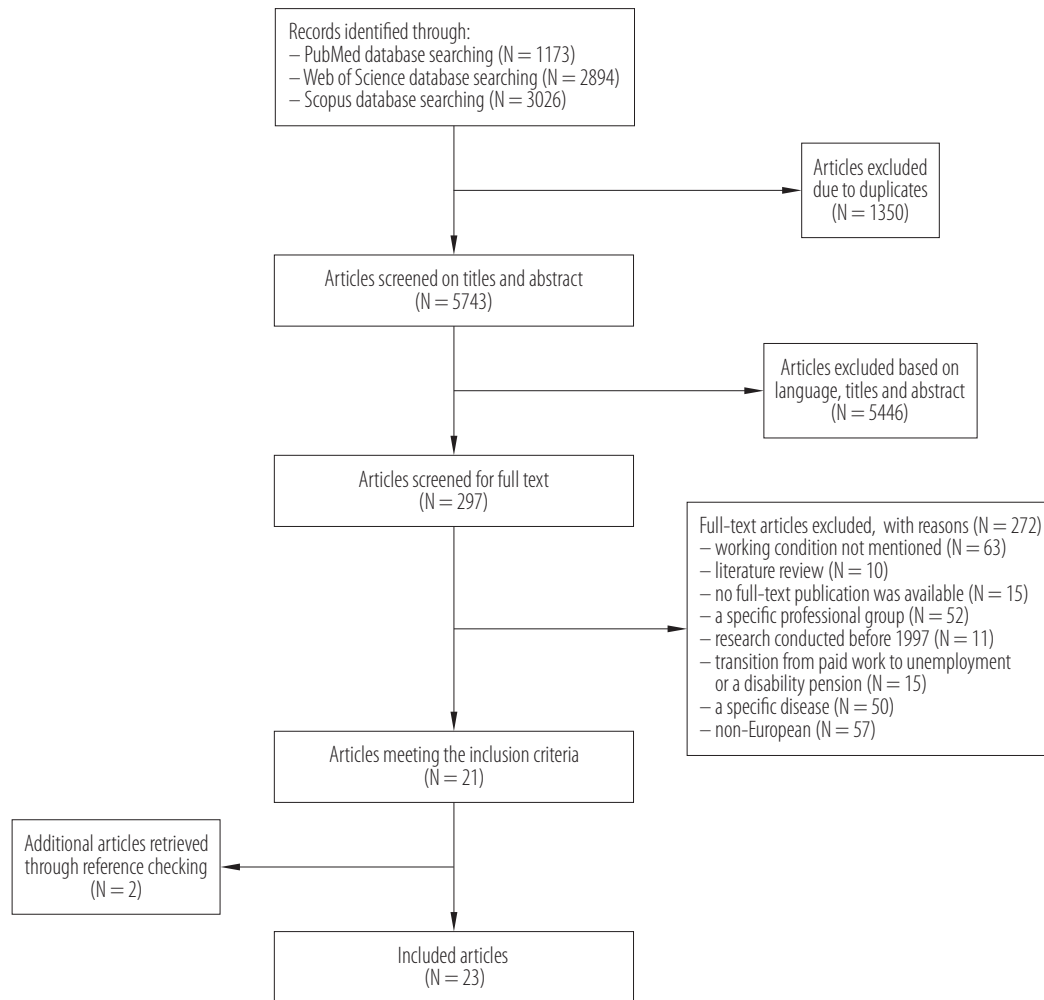 Records identified through:
– PubMed database searching (N = 1173)
– Web of Science database searching (N = 2894)
– Scopus database searching (N = 3026)
Articles excluded
due to duplicates
(N = 1350)
Articles screened on titles and abstract
(N = 5743)
Articles excluded based on
language, titles and abstract
(N = 5446)
Articles screened for full text
(N = 297)
Full-text articles excluded, with reasons (N = 272)
– working condition not mentioned (N = 63)
– literature review (N = 10)
– no full-text publication was available (N = 15)
– a specific professional group (N = 52)
– research conducted before 1997 (N = 11)
– transition from paid work to unemployment
or a disability pension (N = 15)
– a specific disease (N = 50)
– non-European (N = 57)
Articles meeting the inclusion criteria
(N = 21)
Additional articles retrieved
through reference checking
(N = 2)
Included articles
(N = 23)